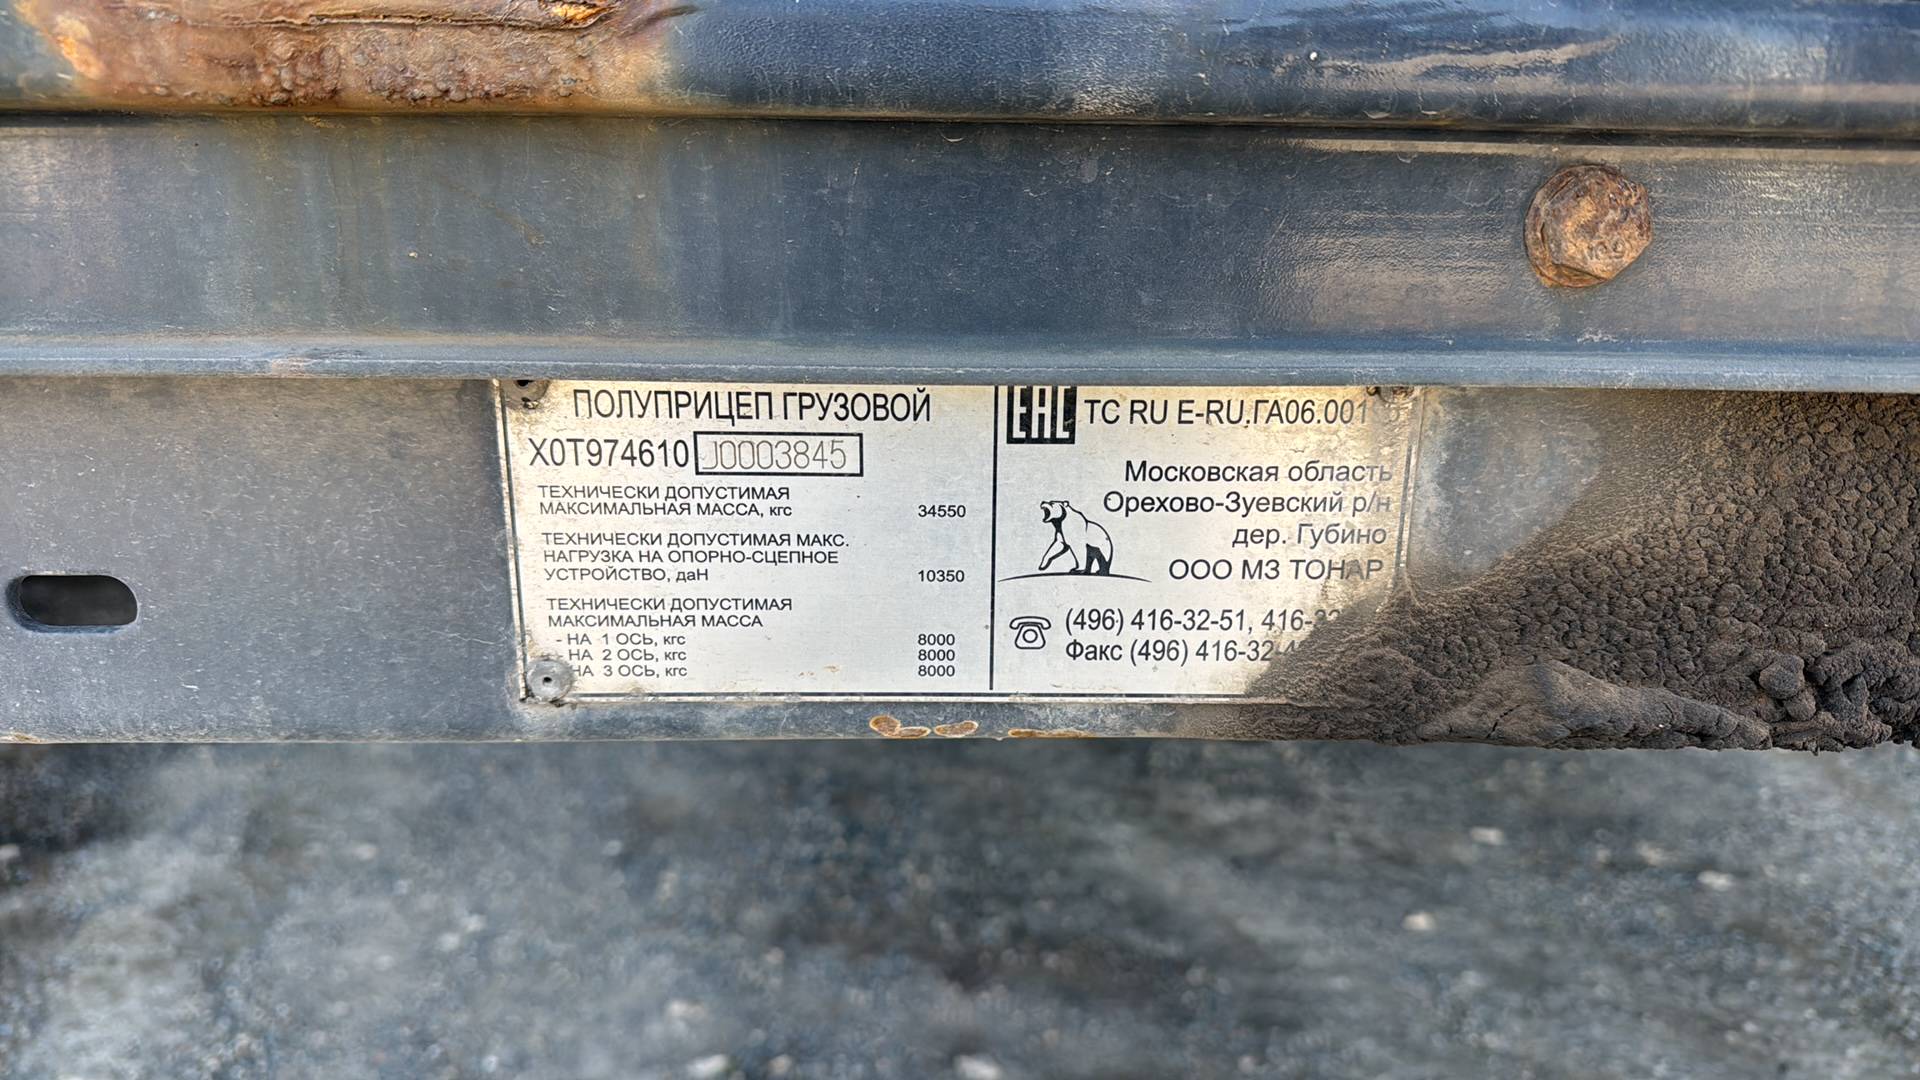 ПОЛУПРИЦЕП ГРУЗОВОЙ
X0T974610 J0003845
ТЕХНИЧЕСКИ ДОПУСТИМАЯ
МАКСИМАЛЬНАЯ МАССА, кгс 34550
ТЕХНИЧЕСКИ ДОПУСТИМАЯ МАКС.
НАГРУЗКА НА ОПОРНО-СЦЕПНОЕ
УСТРОЙСТВО, даН 10350
ТЕХНИЧЕСКИ ДОПУСТИМАЯ
МАКСИМАЛЬНАЯ МАССА
- НА 1 ОСЬ, кгс 8000
- НА 2 ОСЬ, кгс 8000
НА 3 ОСЬ, кгс 8000
EAC TC RU E-RU.ГА06.001
Московская область
Орехово-Зуевский р/н
дер. Губино
ООО МЗ ТОНАР
(496) 416-32-51,
Факс (496)